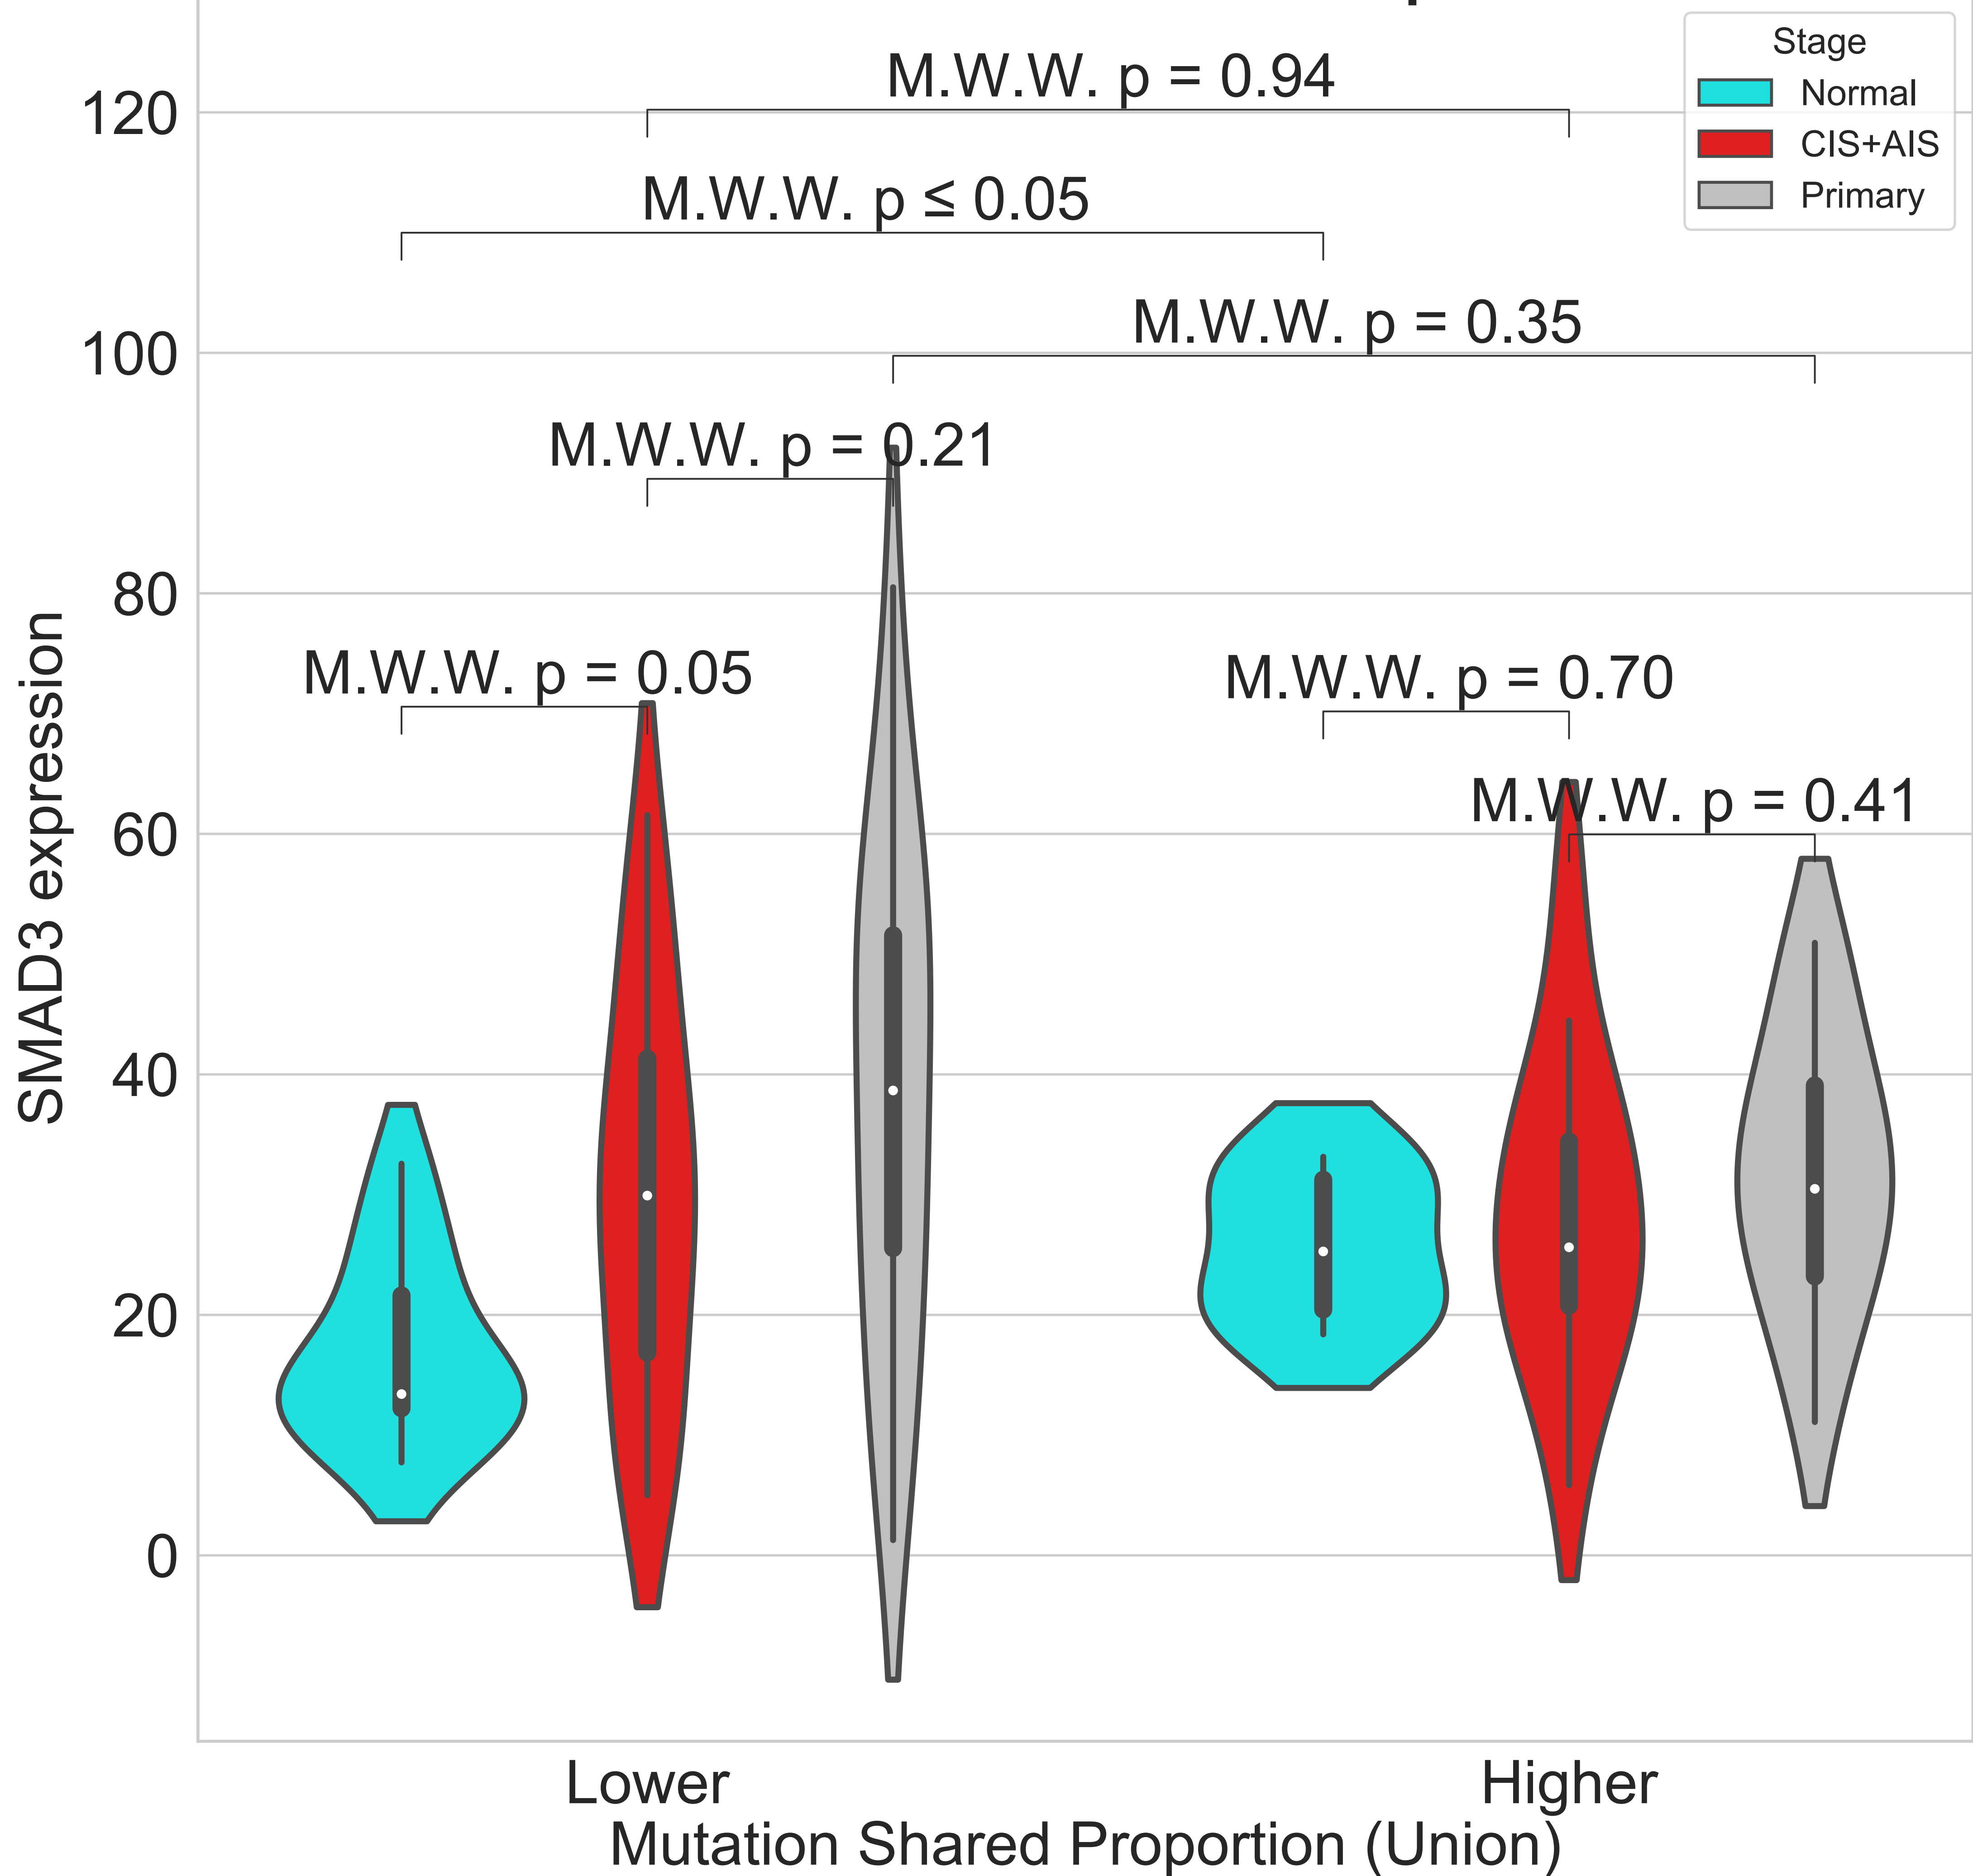 Stage
Normal
CIS+AIS
Primary
M.W.W. p = 0.94
M.W.W. p ≤ 0.05
M.W.W. p = 0.35
M.W.W. p = 0.21
M.W.W. p = 0.05
M.W.W. p = 0.70
M.W.W. p = 0.41
120
100
80
60
40
20
0
SMAD3 expression
Lower
Higher
Mutation Shared Proportion (Union)